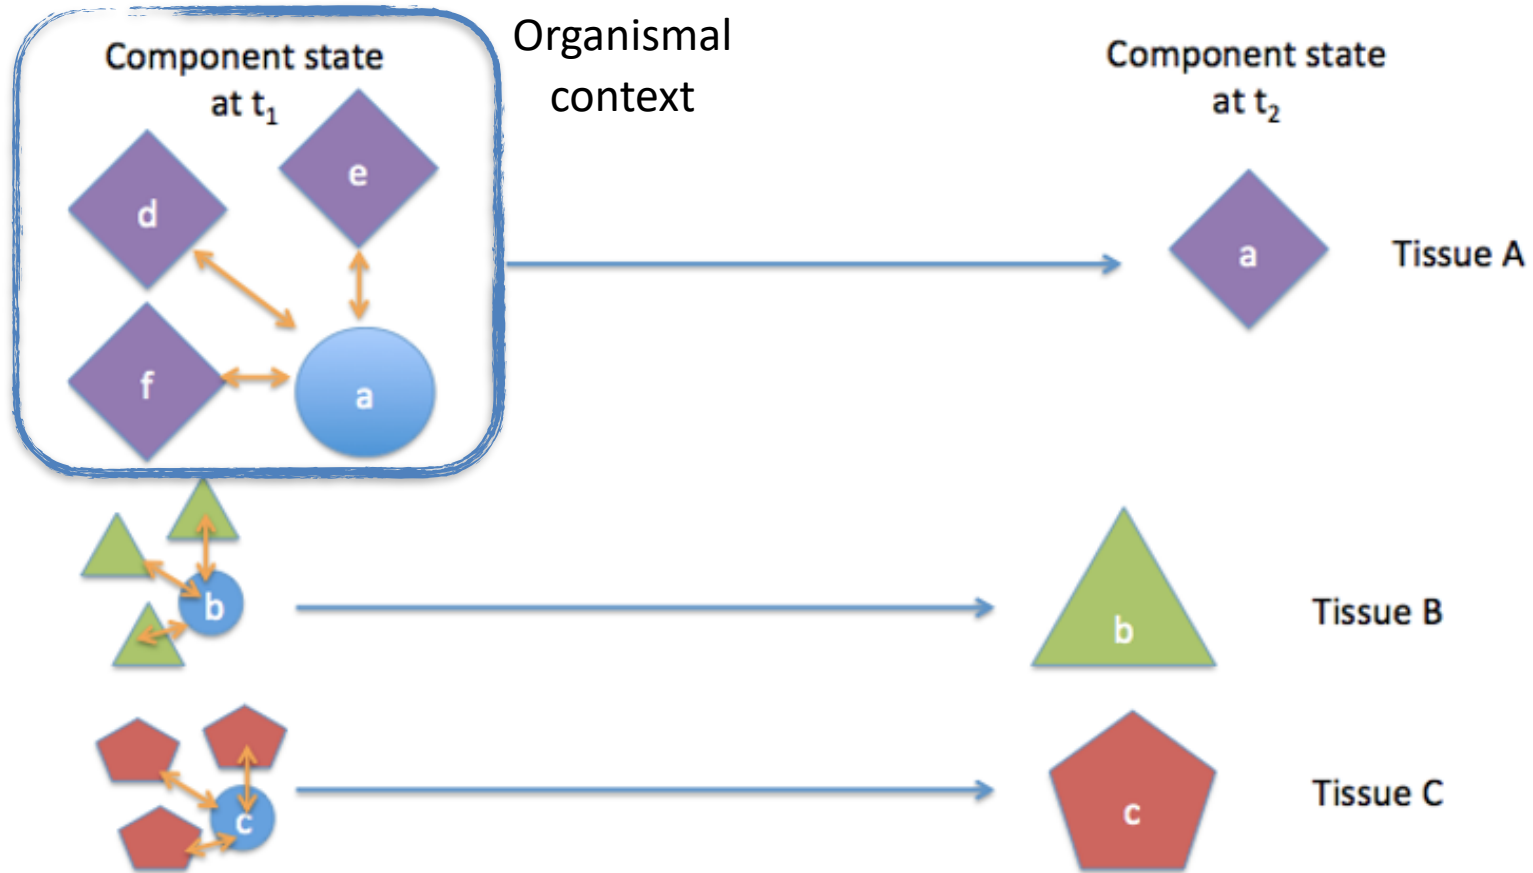 Organismal
context
Component state
at t₁
Component state
at t₂
d
e
f
a
a
Tissue A
b
b
Tissue B
c
c
Tissue C